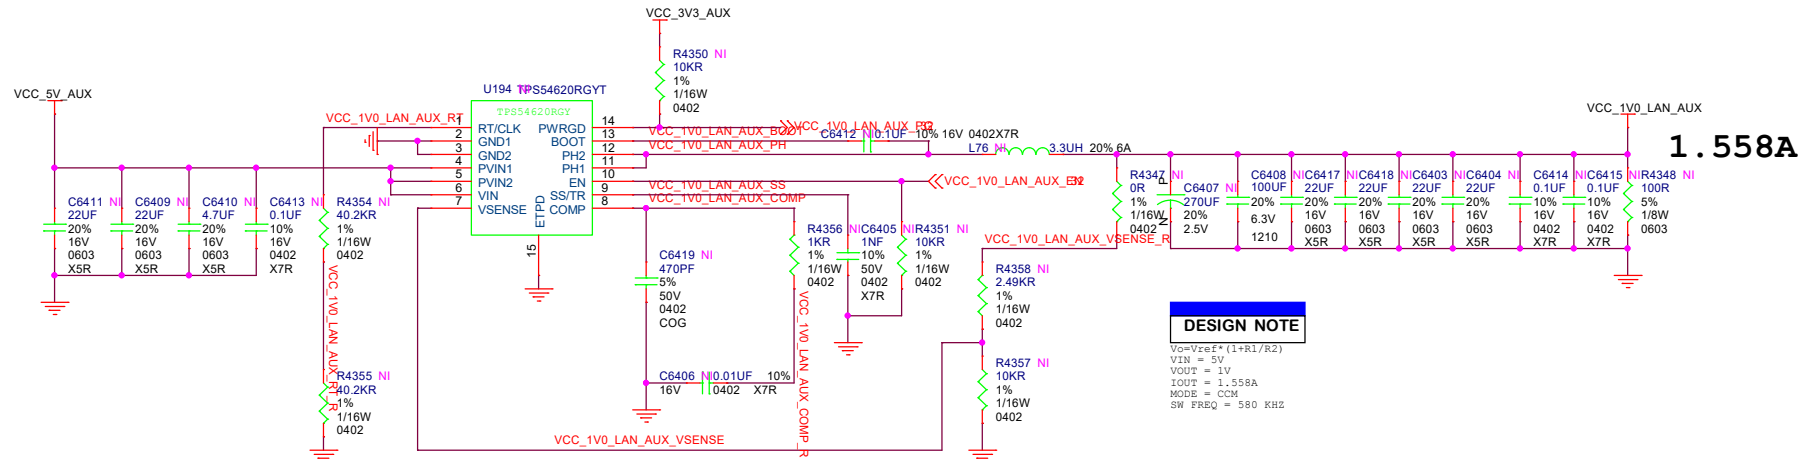 VCC_3V3_AUX
R4350 NI
10KR
1%
1/16W
0402
VCC_5V_AUX
U194 NI TPS54620RGYT
TPS54620RGY
VCC_1V0_LAN_AUX_RT
1 RT/CLK PWRGD 14
2 GND1 BOOT 13
3 GND2 PH2 12
4 PVIN1 PH1 11
5 PVIN2 EN 10
6 VIN SS/TR 9
7 VSENSE COMP 8
ETPD
15
VCC_1V0_LAN_AUX_PG
VCC_1V0_LAN_AUX_BOOT
C6412 NI 0.1UF 10% 16V 0402 X7R
VCC_1V0_LAN_AUX_PH
L76 NI 3.3UH 20% 6A
VCC_1V0_LAN_AUX_EN
VCC_1V0_LAN_AUX_SS
VCC_1V0_LAN_AUX_COMP
VCC_1V0_LAN_AUX
1.558A
C6411 NI
22UF
20%
16V
0603
X5R
C6409 NI
22UF
20%
16V
0603
X5R
C6410 NI
4.7UF
20%
16V
0603
X5R
C6413 NI
0.1UF
10%
16V
0402
X7R
R4354 NI
40.2KR
1%
1/16W
0402
VCC_1V0_LAN_AUX_RT_R
R4355 NI
40.2KR
1%
1/16W
0402
C6419 NI
470PF
5%
50V
0402
COG
C6406 NI 0.01UF 10%
16V 0402 X7R
R4356 NI
1KR
1%
1/16W
0402
VCC_1V0_LAN_AUX_COMP_R
C6405 NI
1NF
10%
50V
0402
X7R
R4351 NI
10KR
1%
1/16W
0402
VCC_1V0_LAN_AUX_VSENSE_R
R4358 NI
2.49KR
1%
1/16W
0402
R4357 NI
10KR
1%
1/16W
0402
VCC_1V0_LAN_AUX_VSENSE
R4347 NI
0R
1%
1/16W
0402
P
N
C6407 NI
270UF
20%
2.5V
C6408 NI
100UF
20%
6.3V
1210
C6417 NI
22UF
20%
16V
0603
X5R
C6418 NI
22UF
20%
16V
0603
X5R
C6403 NI
22UF
20%
16V
0603
X5R
C6404 NI
22UF
20%
16V
0603
X5R
C6414 NI
0.1UF
10%
16V
0402
X7R
C6415 NI
0.1UF
10%
16V
0402
X7R
R4348 NI
100R
5%
1/8W
0603
DESIGN NOTE
Vo=Vref*(1+R1/R2)
VIN = 5V
VOUT = 1V
IOUT = 1.558A
MODE = CCM
SW FREQ = 580 KHZ